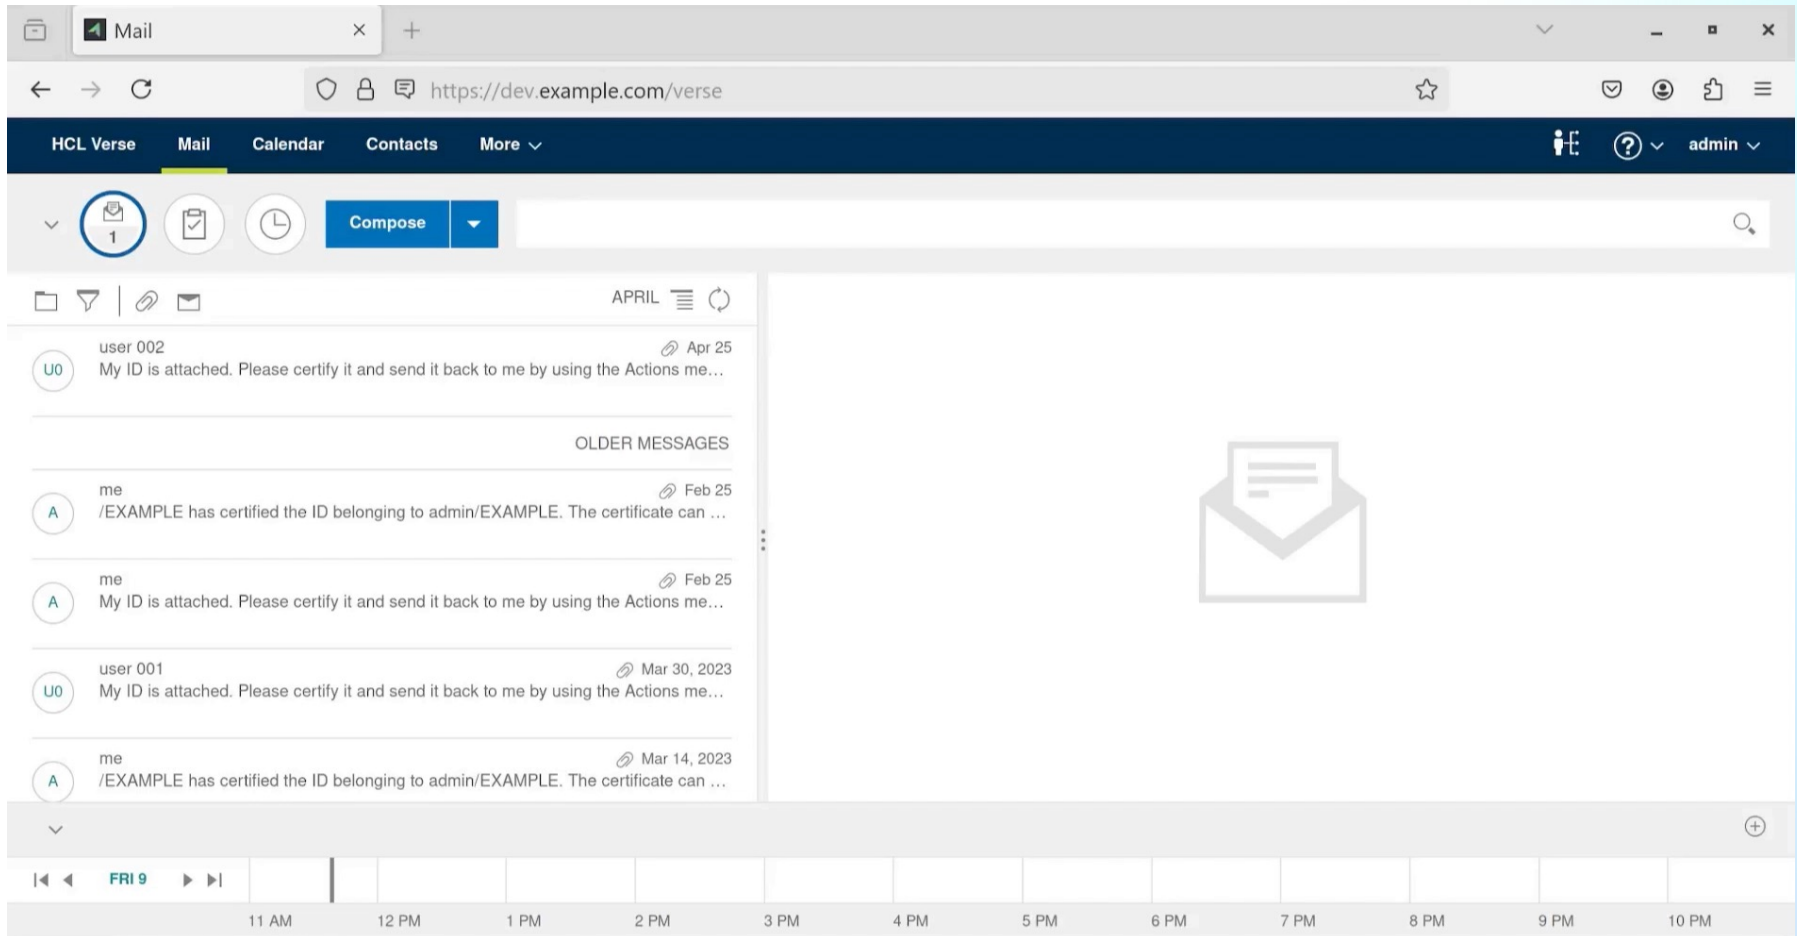 Mail
https://dev.example.com/verse
HCL Verse Mail Calendar Contacts More admin
1
Compose
APRIL
user 002 Apr 25
U0
My ID is attached. Please certify it and send it back to me by using the Actions me...
OLDER MESSAGES
me Feb 25
A
/EXAMPLE has certified the ID belonging to admin/EXAMPLE. The certificate can ...
me Feb 25
A
My ID is attached. Please certify it and send it back to me by using the Actions me...
user 001 Mar 30, 2023
U0
My ID is attached. Please certify it and send it back to me by using the Actions me...
me Mar 14, 2023
A
/EXAMPLE has certified the ID belonging to admin/EXAMPLE. The certificate can ...
FRI 9
11 AM 12 PM 1 PM 2 PM 3 PM 4 PM 5 PM 6 PM 7 PM 8 PM 9 PM 10 PM